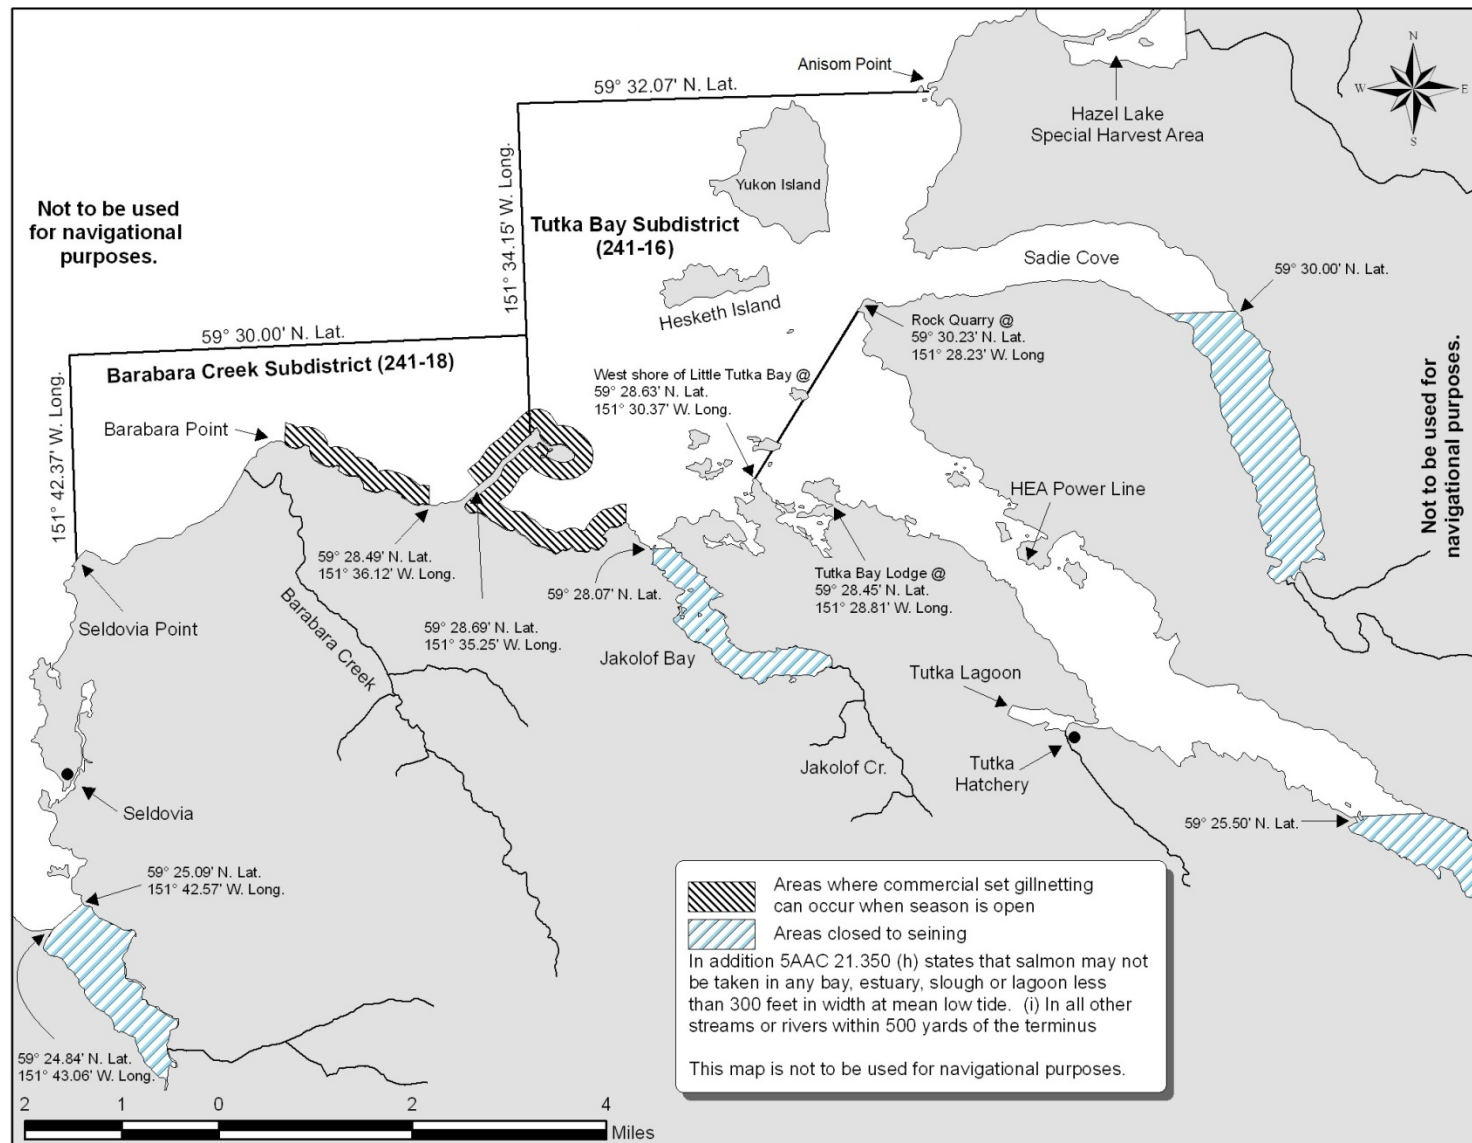 Anisom Point
59° 32.07' N. Lat.
N
W
E
S
Hazel Lake
Special Harvest Area
151° 34.15' W. Long.
Yukon Island
Not to be used
for navigational
purposes.
Tutka Bay Subdistrict
(241-16)
Sadie Cove
59° 30.00' N. Lat.
Hesketh Island
59° 30.00' N. Lat.
Rock Quarry @
59° 30.23' N. Lat.
151° 28.23' W. Long
Barabara Creek Subdistrict (241-18)
West shore of Little Tutka Bay @
59° 28.63' N. Lat.
151° 30.37' W. Long.
151° 42.37' W. Long.
Barabara Point
Not to be used for
navigational purposes.
HEA Power Line
59° 28.49' N. Lat.
151° 36.12' W. Long.
59° 28.07' N. Lat.
Tutka Bay Lodge @
59° 28.45' N. Lat.
151° 28.81' W. Long.
Seldovia Point
Barabara Creek
59° 28.69' N. Lat.
151° 35.25' W. Long.
Jakolof Bay
Tutka Lagoon
Jakolof Cr.
Tutka
Hatchery
Seldovia
59° 25.50' N. Lat.
59° 25.09' N. Lat.
151° 42.57' W. Long.
59° 24.84' N. Lat.
151° 43.06' W. Long.
Areas where commercial set gillnetting
can occur when season is open
Areas closed to seining
In addition 5AAC 21.350 (h) states that salmon may not
be taken in any bay, estuary, slough or lagoon less
than 300 feet in width at mean low tide. (i) In all other
streams or rivers within 500 yards of the terminus
This map is not to be used for navigational purposes.
2 1 0 2 4
Miles